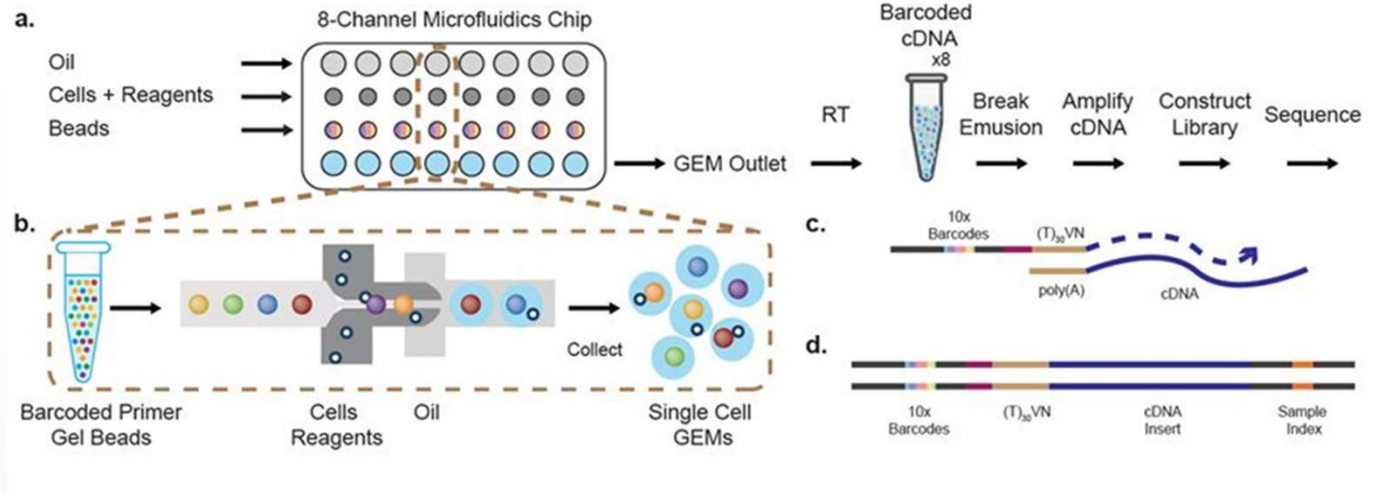 a.
8-Channel Microfluidics Chip
Oil
Cells + Reagents
Beads
GEM Outlet
RT
Barcoded
cDNA
x8
Break
Emusion
Amplify
cDNA
Construct
Library
Sequence
b.
Collect
Barcoded Primer
Gel Beads
Cells
Reagents
Oil
Single Cell
GEMs
c.
10x
Barcodes
(T)30VN
poly(A)
cDNA
d.
10x
Barcodes
(T)30VN
cDNA
Insert
Sample
Index